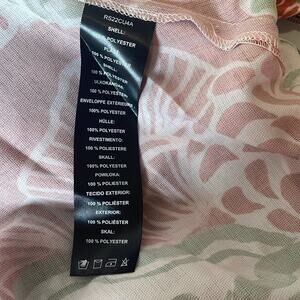 RS22CU4A
SHELL:
100 % POLYESTER
100 % POLYESTER
SHELL:
100 % POLYESTER
ULKOKANGAS:
100 % POLYESTER
ENVELOPPE EXTÉRIEURE:
100% POLYESTER
HÜLLE:
100% POLYESTER
RIVESTIMENTO:
100 % POLIESTERE
SKALL:
100% POLYESTER
POWŁOKA:
100 % POLIESTER
TECIDO EXTERIOR:
100 % POLIÉSTER
EXTERIOR:
100 % POLIÉSTER
SKAL:
100 % POLYESTER